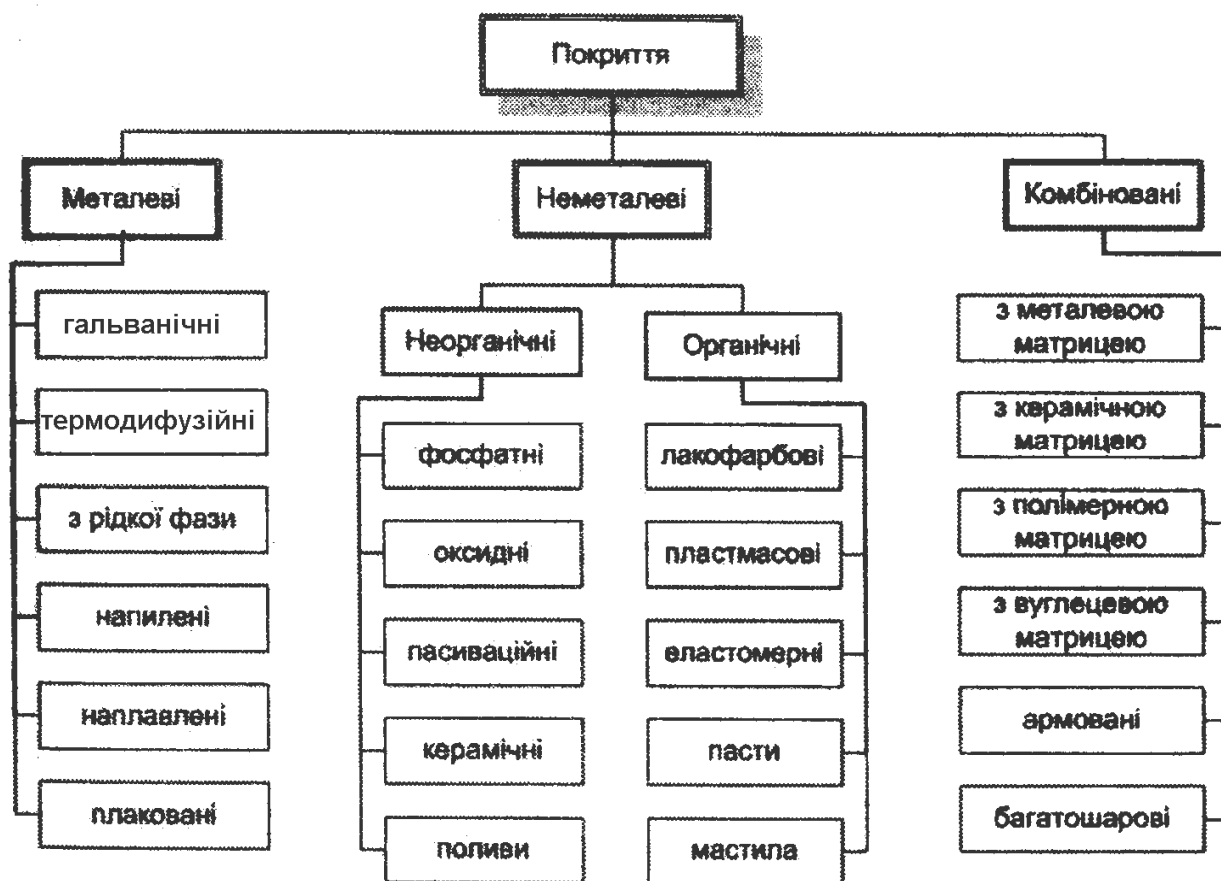 Покриття
Металеві
Неметалеві
Комбіновані
гальванічні
термодифузійні
з рідкої фази
напилені
наплавлені
плаковані
Неорганічні
фосфатні
оксидні
пасиваційні
керамічні
поливи
Органічні
лакофарбові
пластмасові
еластомерні
пасти
мастила
з металевою
матрицею
з керамічною
матрицею
з полімерною
матрицею
з вуглецевою
матрицею
армовані
багатошарові